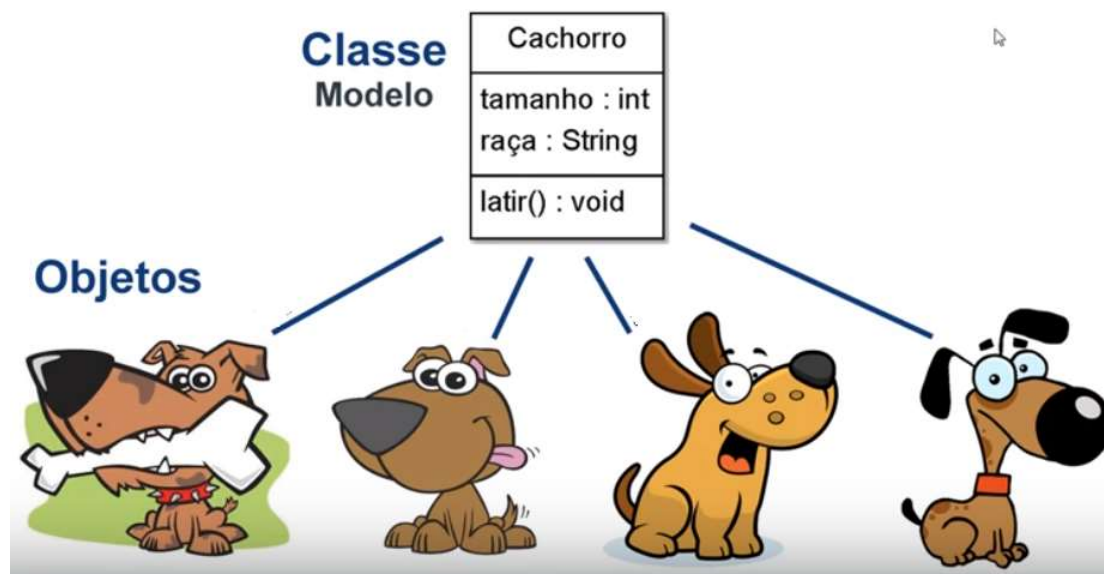 Classe
Modelo
Cachorro
tamanho : int
raça : String
latir() : void
Objetos